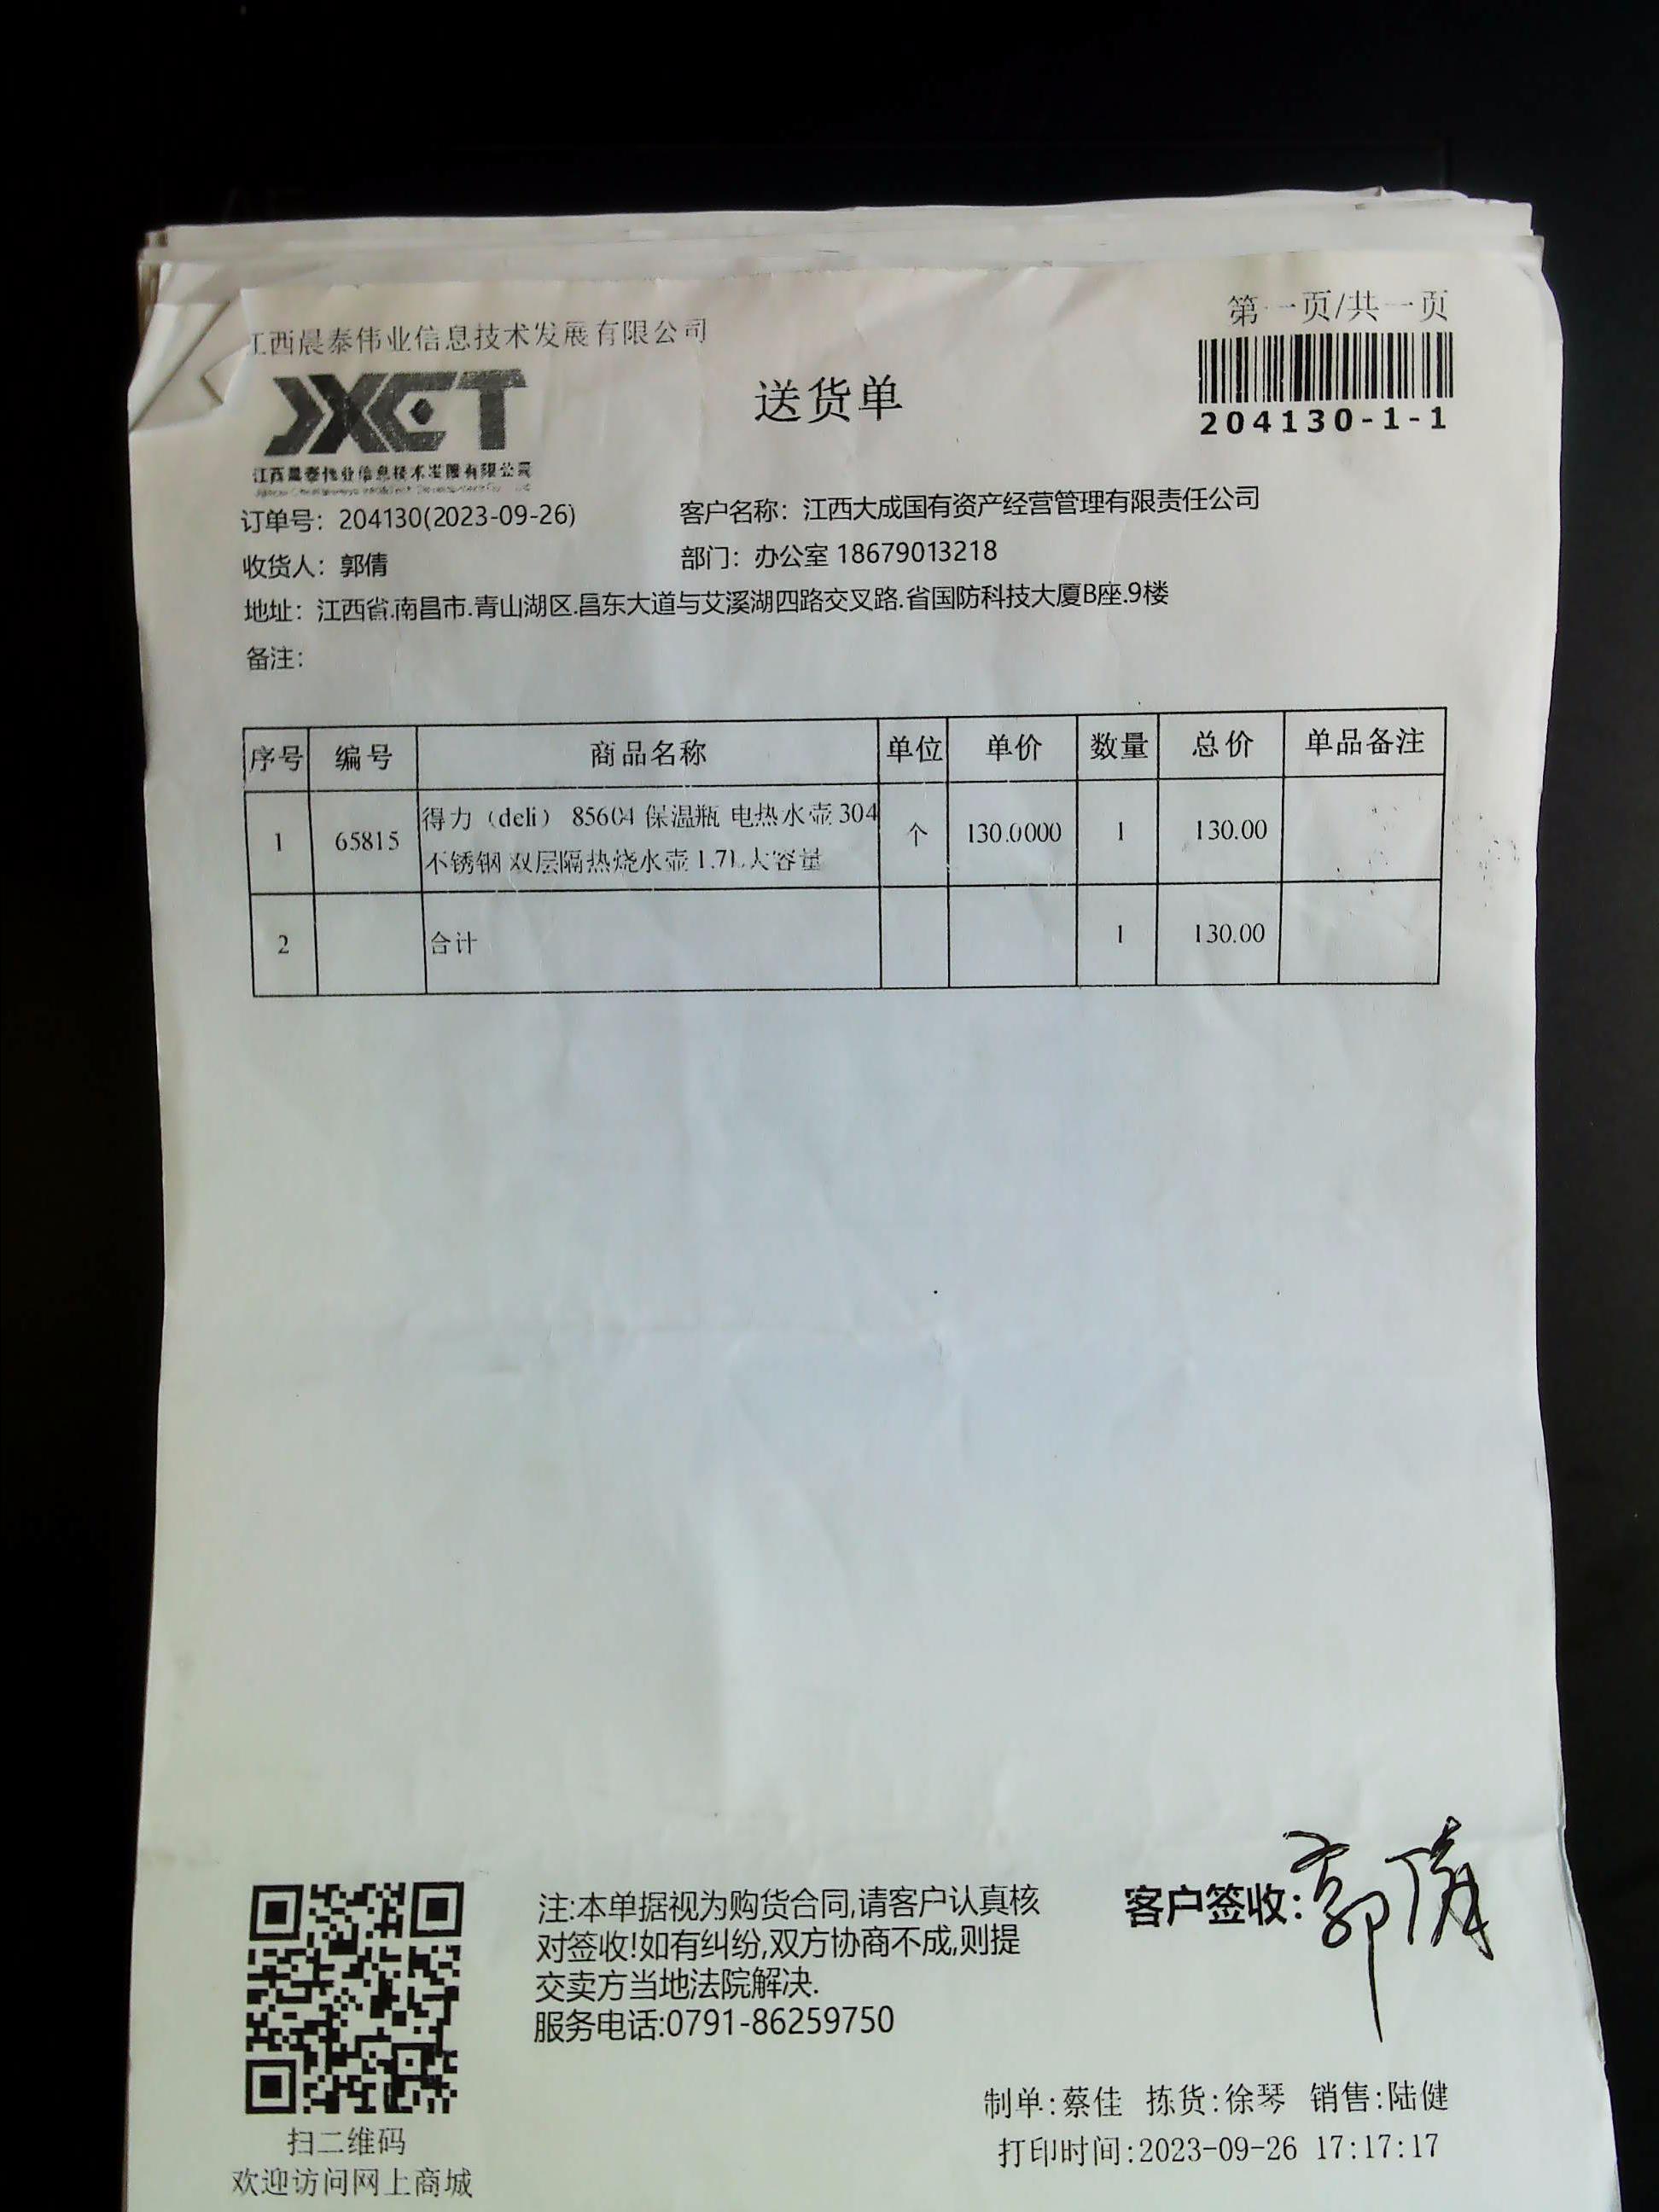 第一页/共一页
江西晨泰伟业信息技术发展有限公司
JXCT
送货单
204130-1-1
江西晨泰伟业信息技术发展有限公司
订单号：204130(2023-09-26)
客户名称：江西大成国有资产经营管理有限责任公司
收货人：郭倩
部门：办公室 18679013218
地址：江西省.南昌市.青山湖区.昌东大道与艾溪湖四路交叉路.省国防科技大厦B座.9楼
备注：
序号 编号 商品名称 单位 单价 数量 总价 单品备注
1 65815 得力（deli） 85604 保温瓶 电热水壶 304 个 130.0000 1 130.00
不锈钢 双层隔热烧水壶 1.7L大容量
2 合计 1 130.00
注:本单据视为购货合同,请客户认真核
对签收!如有纠纷,双方协商不成,则提
交卖方当地法院解决.
服务电话:0791-86259750
客户签收:郭倩
制单:蔡佳 拣货:徐琴 销售:陆健
打印时间:2023-09-26 17:17:17
扫二维码
欢迎访问网上商城